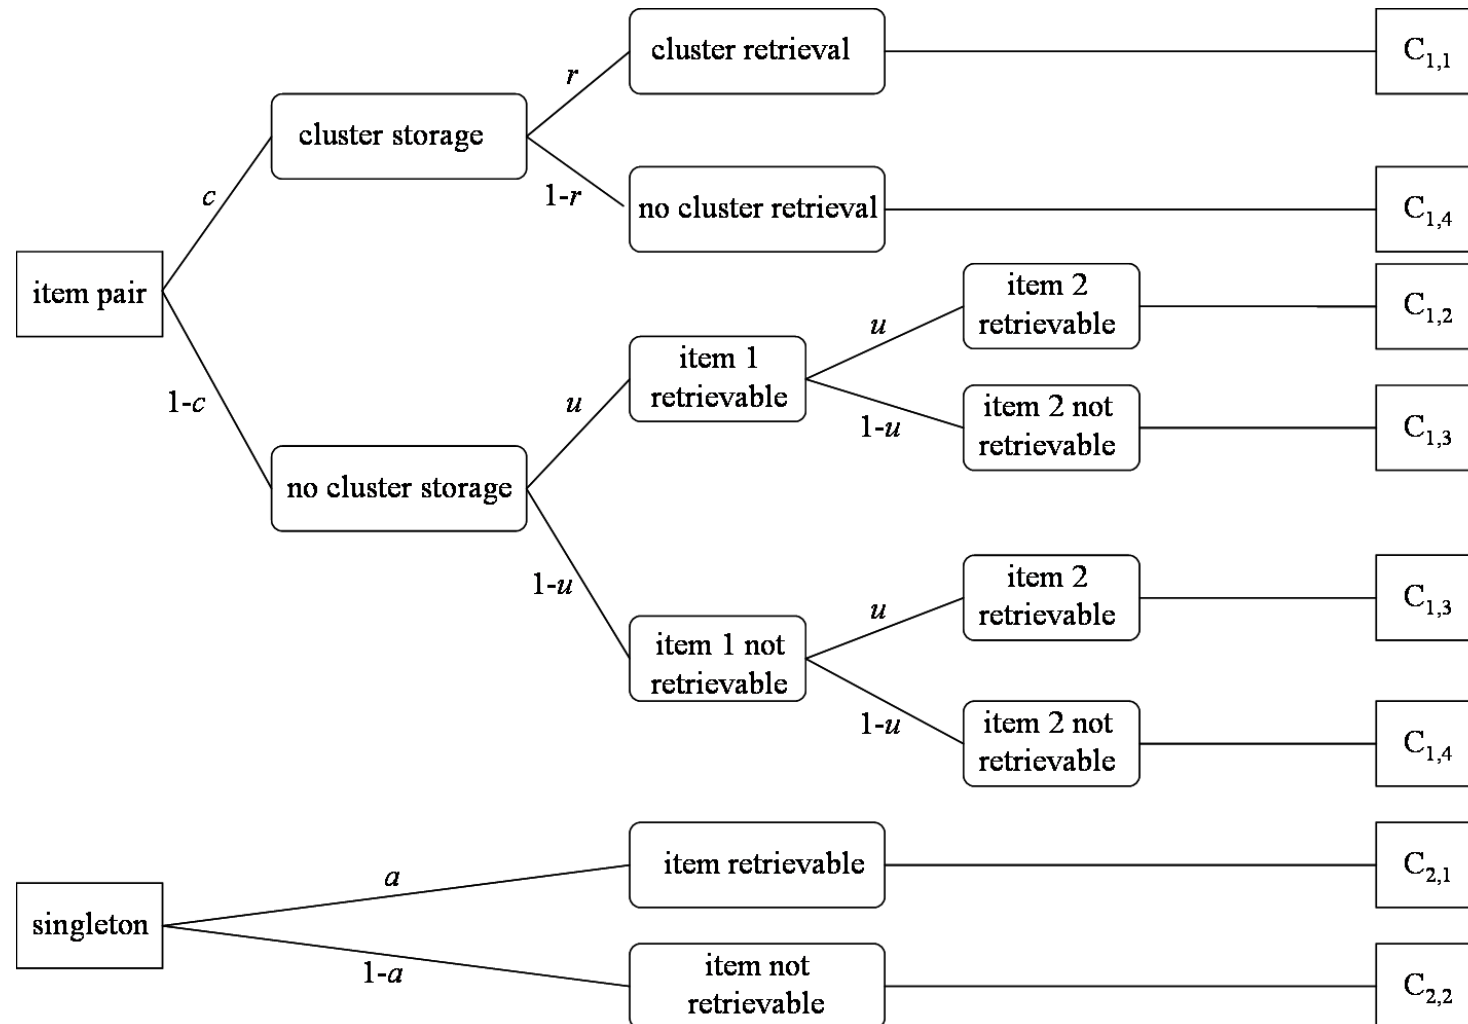 cluster retrieval
C1,1
r
cluster storage
1-r
no cluster retrieval
C1,4
c
item pair
item 2
retrievable
C1,2
u
item 1
retrievable
1-c
u
1-u
item 2 not
retrievable
C1,3
no cluster storage
1-u
item 2
retrievable
C1,3
u
item 1 not
retrievable
1-u
item 2 not
retrievable
C1,4
item retrievable
C2,1
a
singleton
1-a
item not
retrievable
C2,2